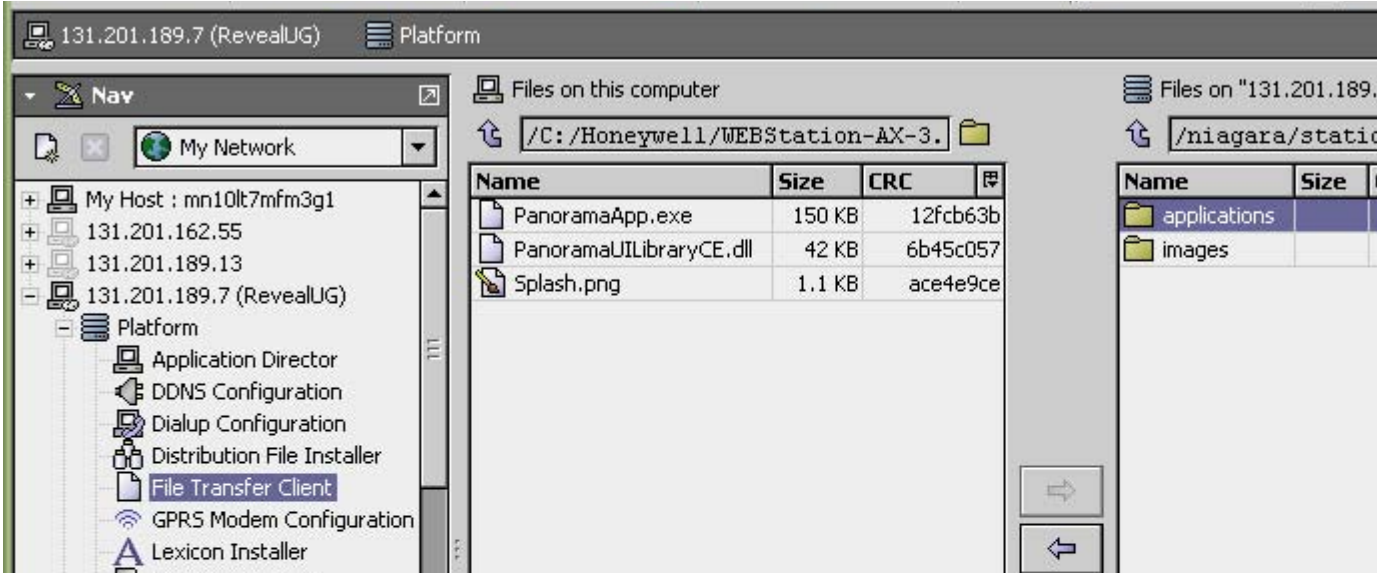 131.201.189.7 (RevealUG) Platform
Nav
My Network
My Host : mn10lt7mfm3g1
131.201.162.55
131.201.189.13
131.201.189.7 (RevealUG)
Platform
Application Director
DDNS Configuration
Dialup Configuration
Distribution File Installer
File Transfer Client
GPRS Modem Configuration
Lexicon Installer
Files on this computer
/C:/Honeywell/WEBStation-AX-3.
Name Size CRC
PanoramaApp.exe 150 KB 12fcb63b
PanoramaUILibraryCE.dll 42 KB 6b45c057
Splash.png 1.1 KB ace4e9ce
Files on "131.201.189.
/niagara/static
Name Size
applications
images